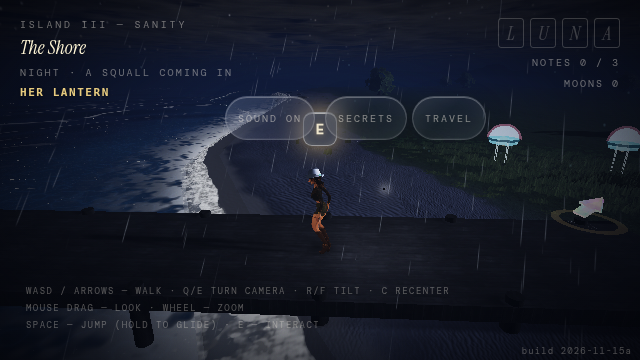 ISLAND III — SANITY
The Shore
NIGHT · A SQUALL COMING IN
HER LANTERN
L U N A
NOTES 0 / 3
MOONS 0
SOUND ON
E
SECRETS
TRAVEL
WASD / ARROWS — WALK · Q/E TURN CAMERA · R/F TILT · C RECENTER
MOUSE DRAG — LOOK · WHEEL — ZOOM
SPACE — JUMP (HOLD TO GLIDE) · E — INTERACT
build 2026-11-15a